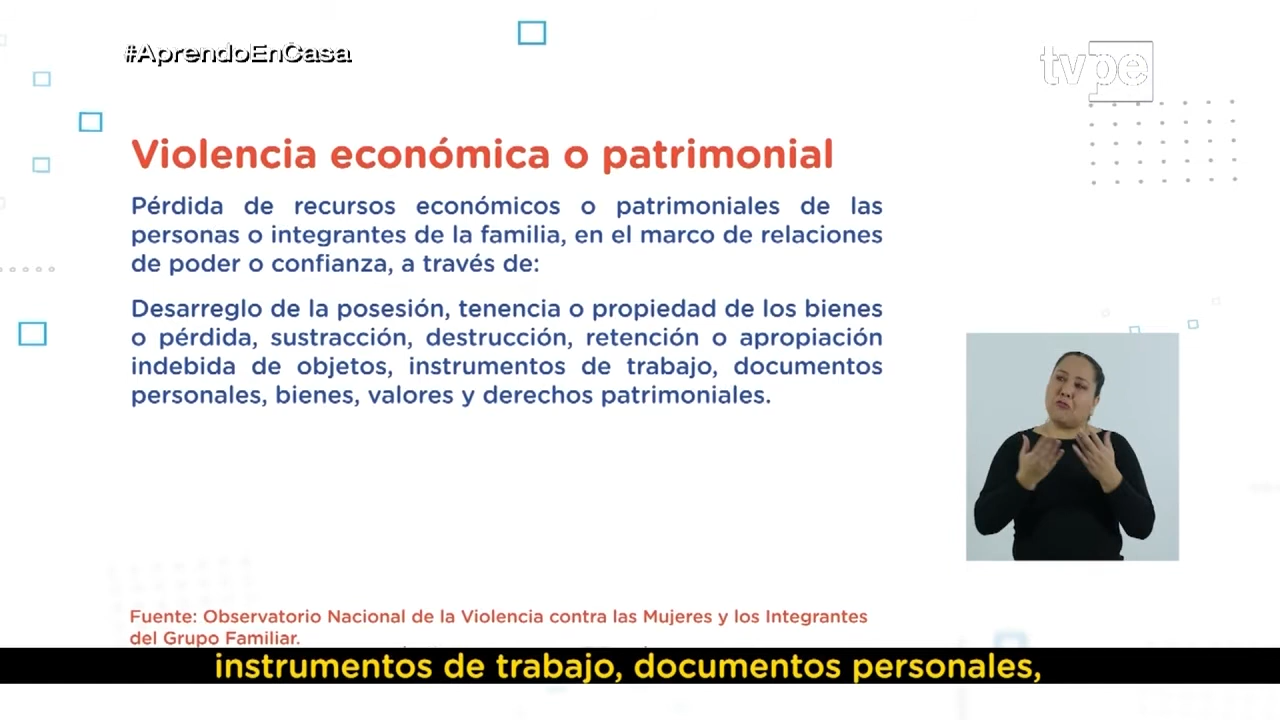 #AprendoEnCasa
tvpe
Violencia económica o patrimonial
Pérdida de recursos económicos o patrimoniales de las
personas o integrantes de la familia, en el marco de relaciones
de poder o confianza, a través de:
Desarreglo de la posesión, tenencia o propiedad de los bienes
o pérdida, sustracción, destrucción, retención o apropiación
indebida de objetos, instrumentos de trabajo, documentos
personales, bienes, valores y derechos patrimoniales.
Fuente: Observatorio Nacional de la Violencia contra las Mujeres y los Integrantes
del Grupo Familiar.
instrumentos de trabajo, documentos personales,